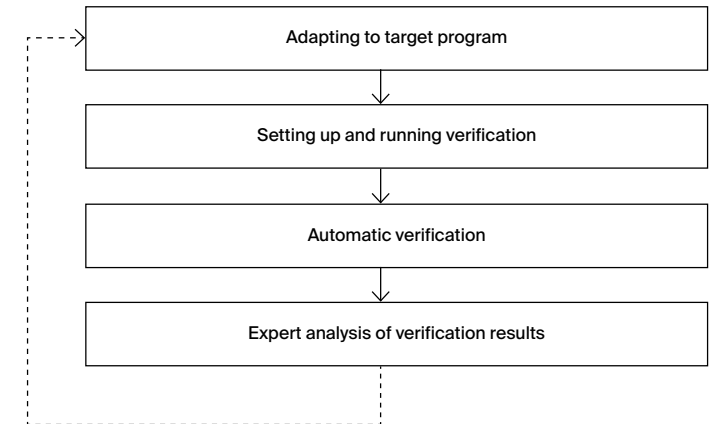 Adapting to target program
Setting up and running verification
Automatic verification
Expert analysis of verification results